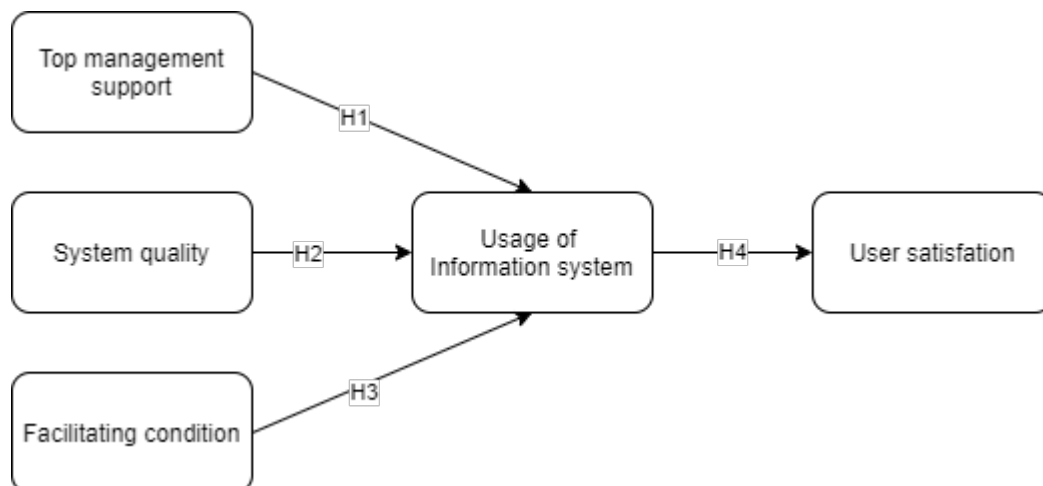 Top management
support
H1
System quality
H2
Usage of
Information system
H4
User satisfation
H3
Facilitating condition